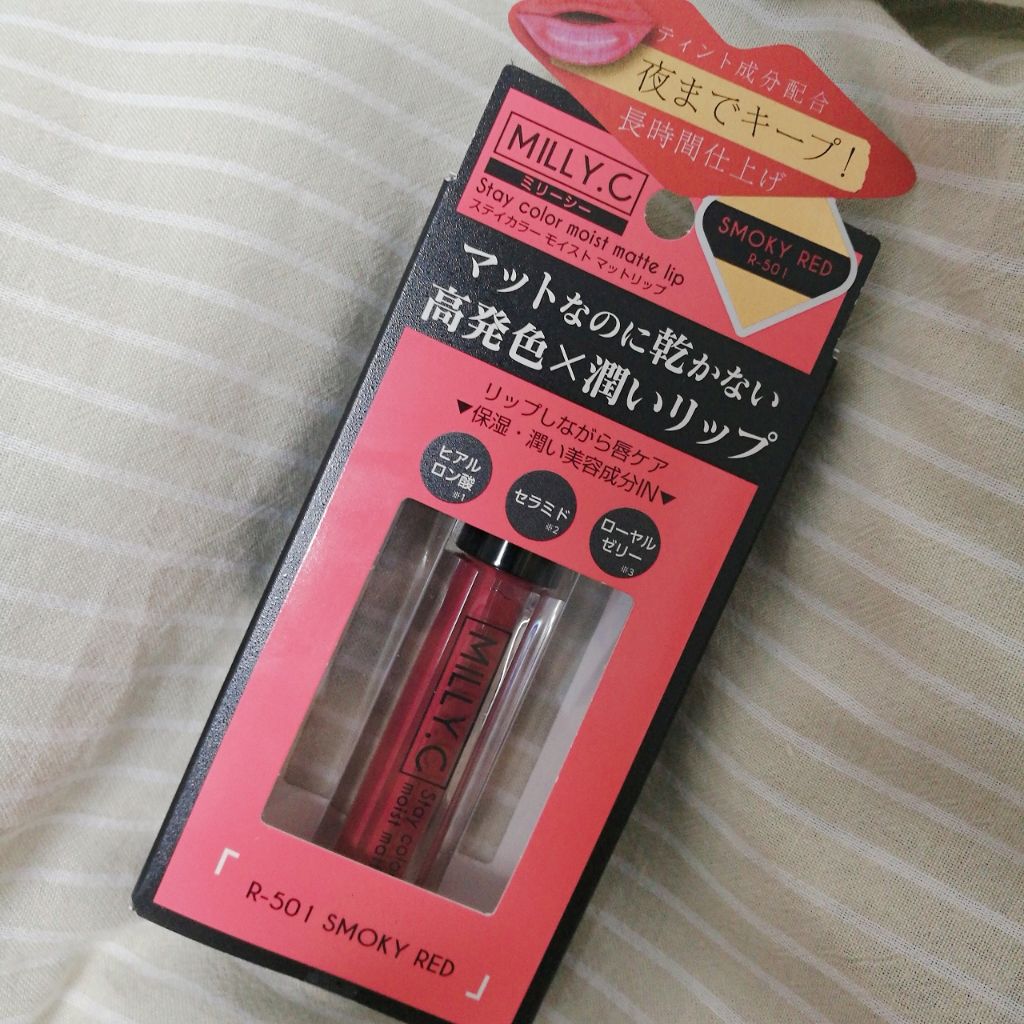 ティント成分配合
夜までキープ!
長時間仕上げ
MILLY.C
ミリーシー
Stay color moist matte lip
ステイカラー モイストマットリップ
SMOKY RED
R-501
マットなのに乾かない
高発色×潤いリップ
リップしながら唇ケア
▼保湿・潤い美容成分IN▼
ヒアル
ロン酸
※1
セラミド
※2
ローヤル
ゼリー
※3
MILLY.C
Stay color
moist matte
「R-501 SMOKY RED」